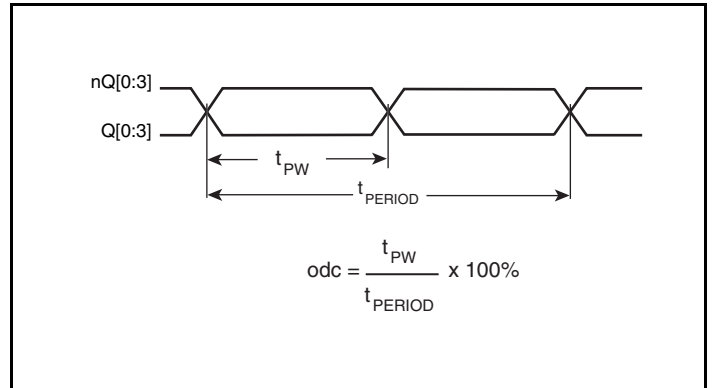 nQ[0:3]
Q[0:3]
tPW
tPERIOD
odc = tPW / tPERIOD x 100%